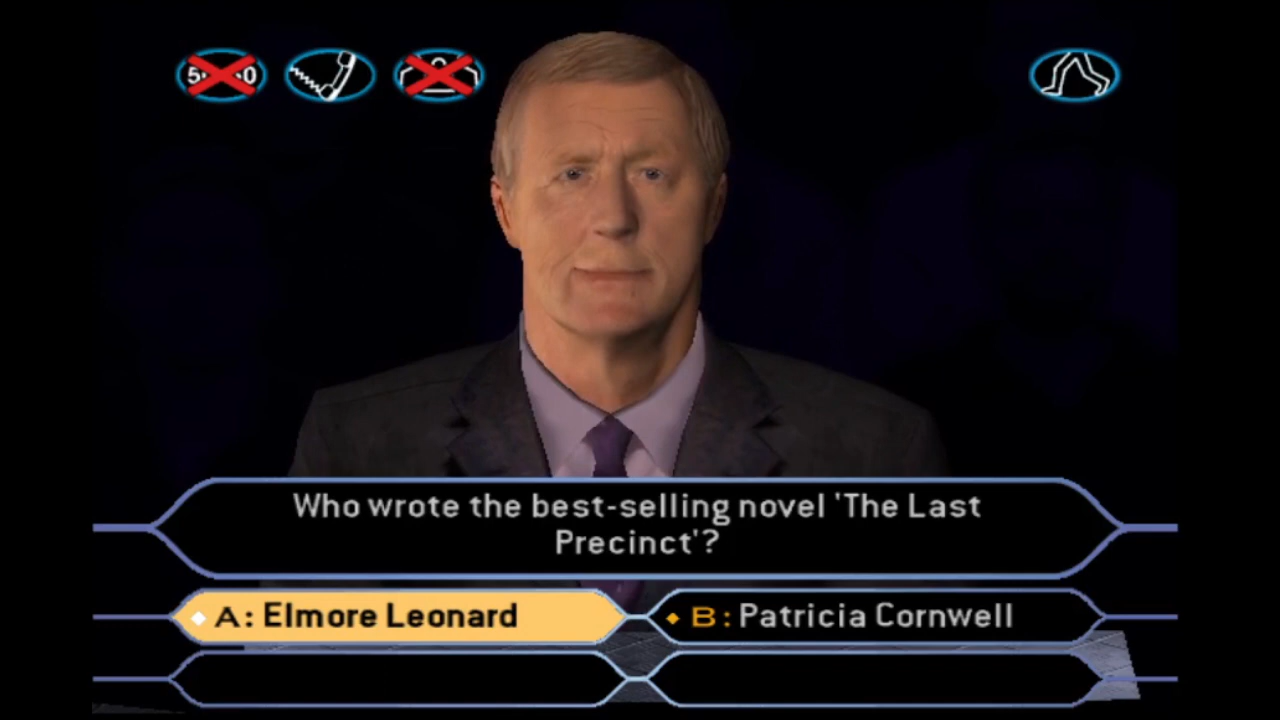 Who wrote the best-selling novel 'The Last
Precinct'?
A: Elmore Leonard
B: Patricia Cornwell